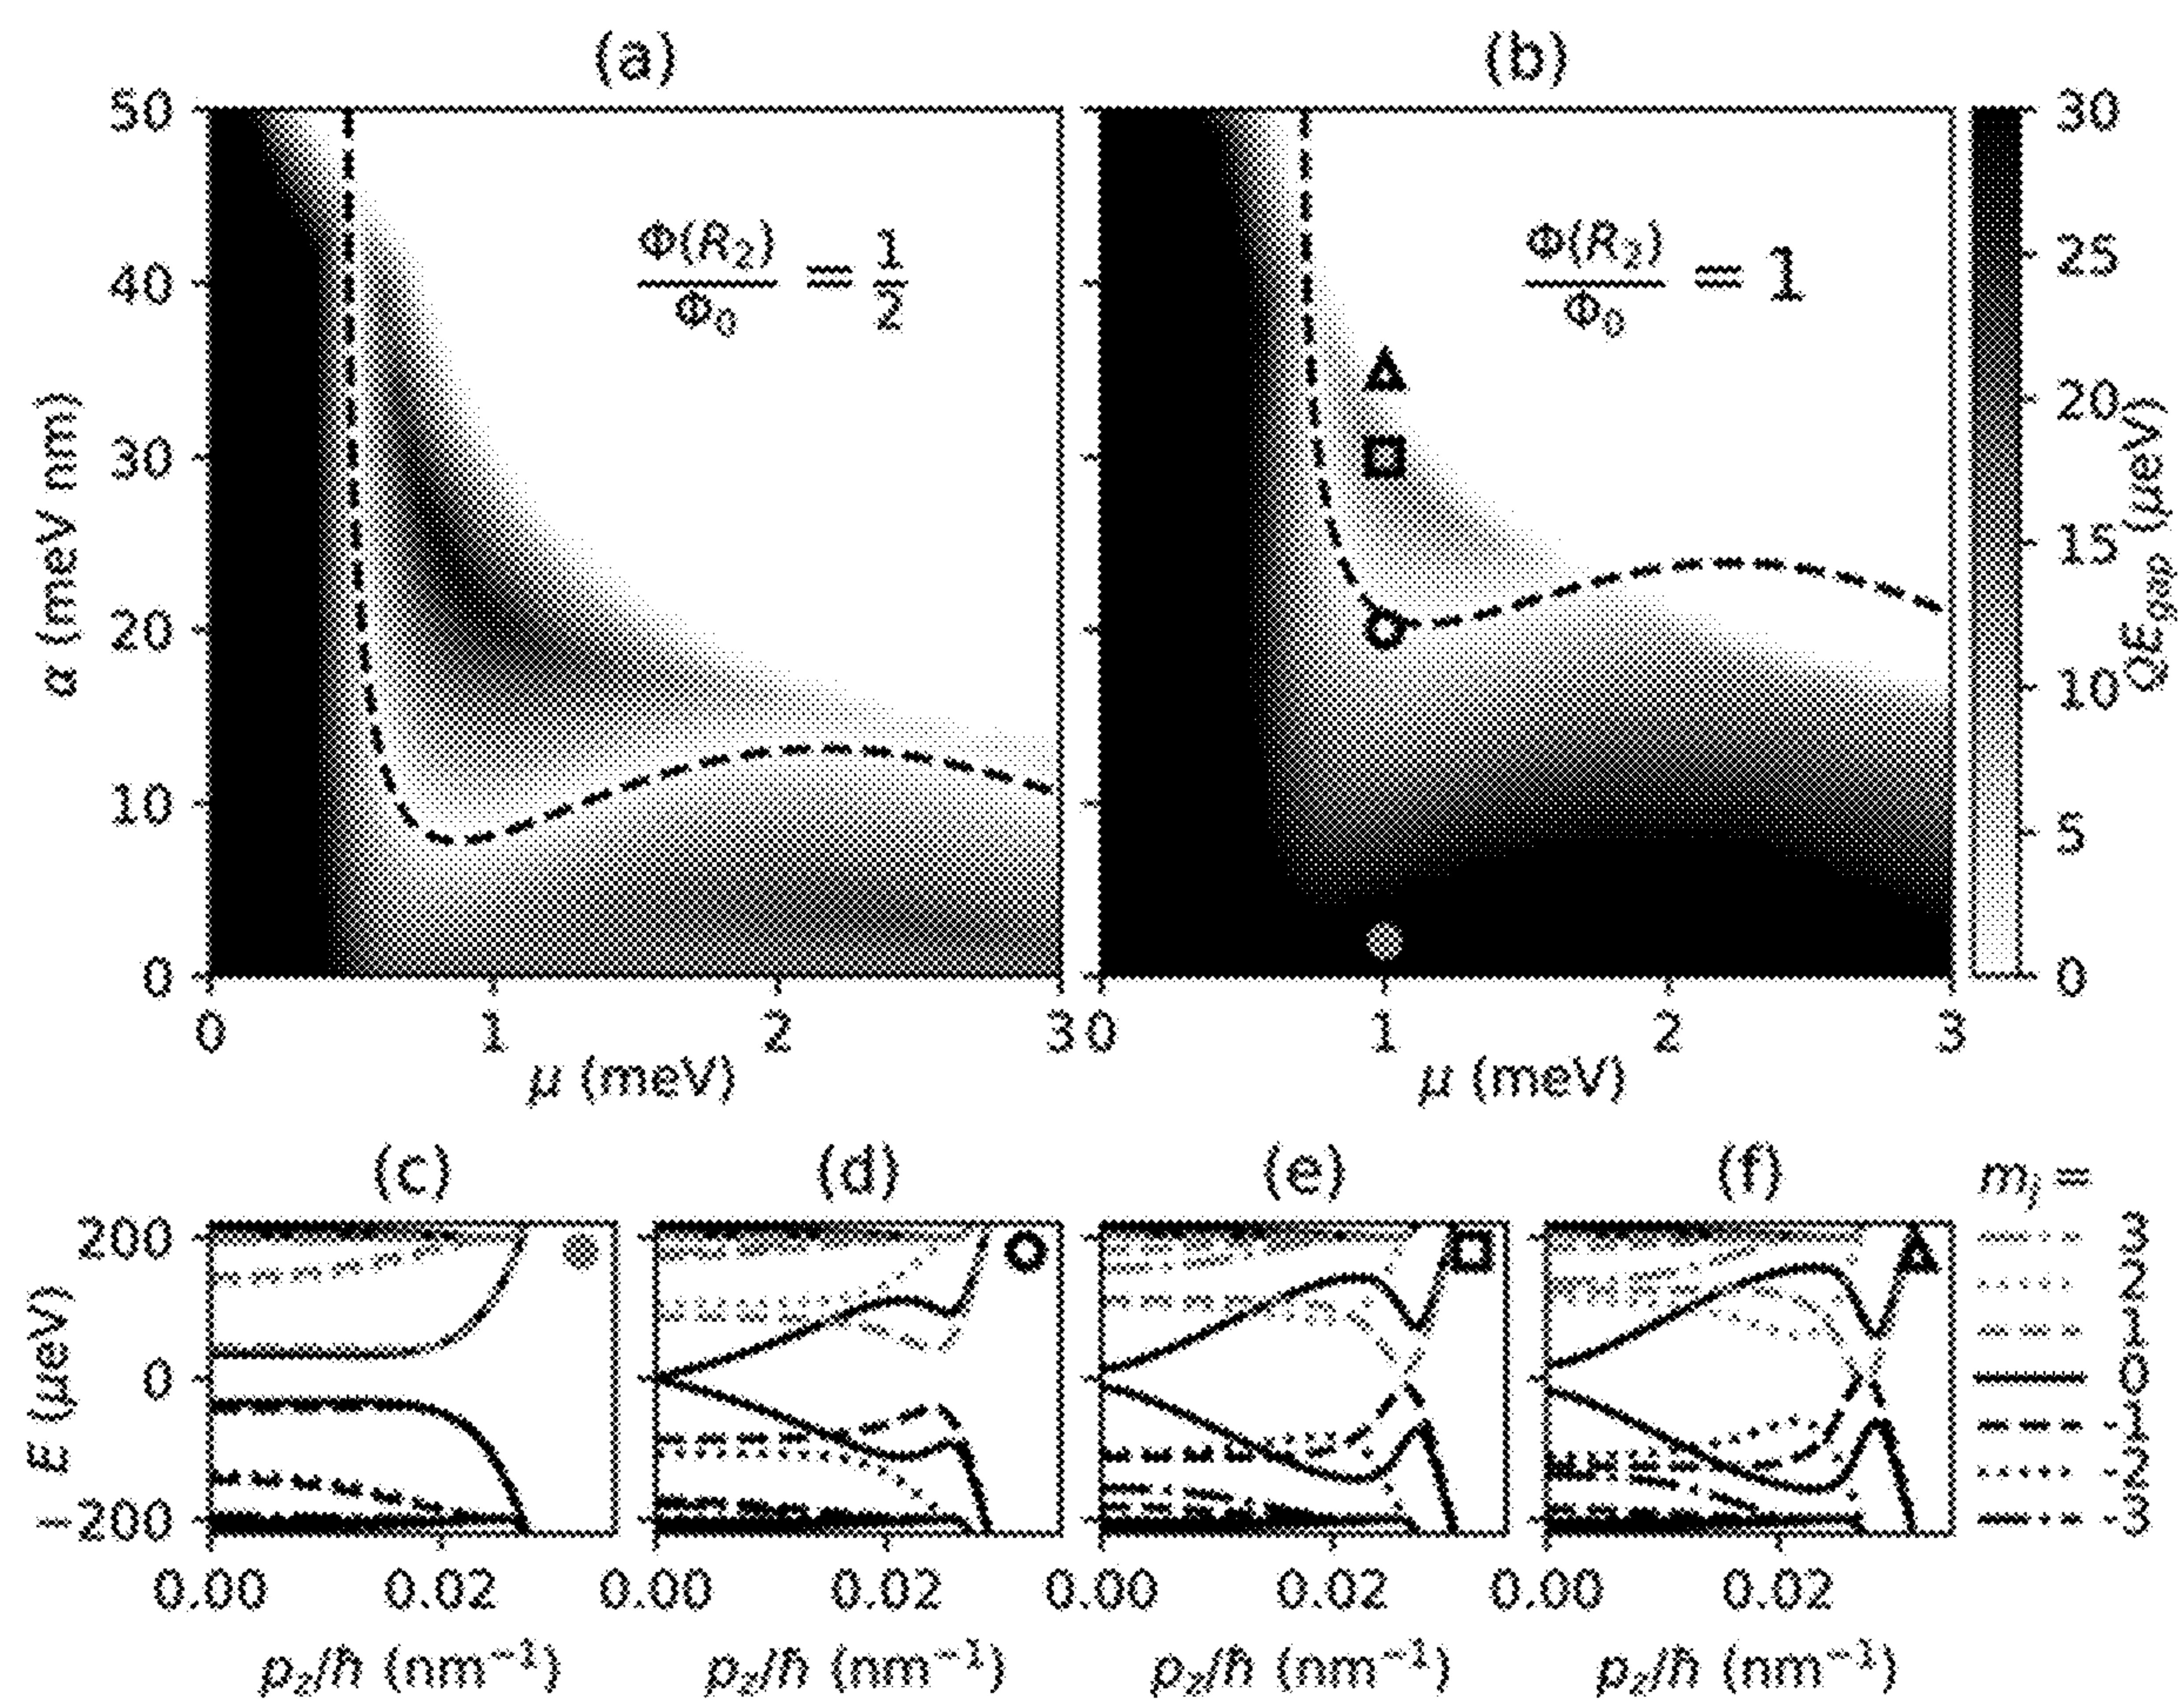 (a) (b)
50 30
Φ(R₂)/Φ₀ = 1/2 Φ(R₂)/Φ₀ = 1
40 25
20
30 15
20 10
10 5
0 0
α (meV nm)
QE_gap (μeV)
0 1 2 3 0 1 2 3
μ (meV) μ (meV)
(c) (d) (e) (f) m_j =
200 3
2
1
0 0
-1
-2
−200 -3
E (μeV)
0.00 0.02 0.00 0.02 0.00 0.02 0.00 0.02
p_z/ħ (nm⁻¹) p_z/ħ (nm⁻¹) p_z/ħ (nm⁻¹) p_z/ħ (nm⁻¹)